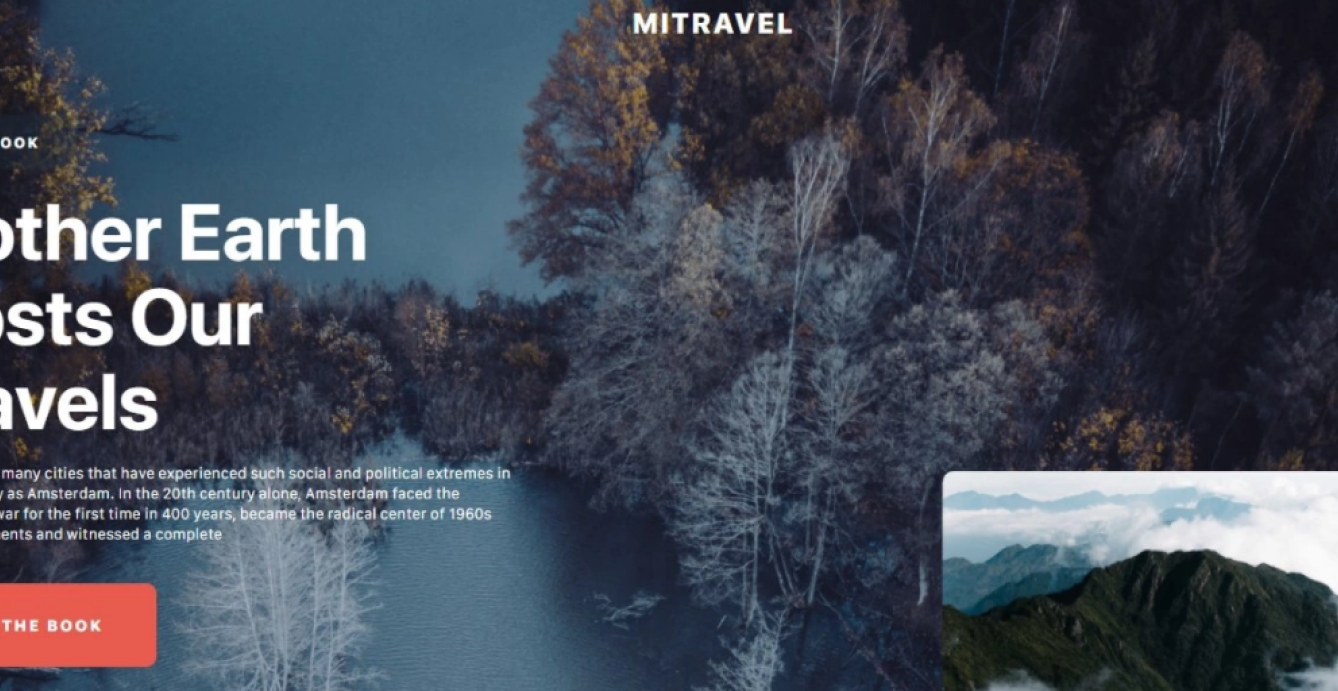 MITRAVEL
OOK
other Earth
osts Our
avels
many cities that have experienced such social and political extremes in
y as Amsterdam. In the 20th century alone, Amsterdam faced the
war for the first time in 400 years, became the radical center of 1960s
ents and witnessed a complete
THE BOOK